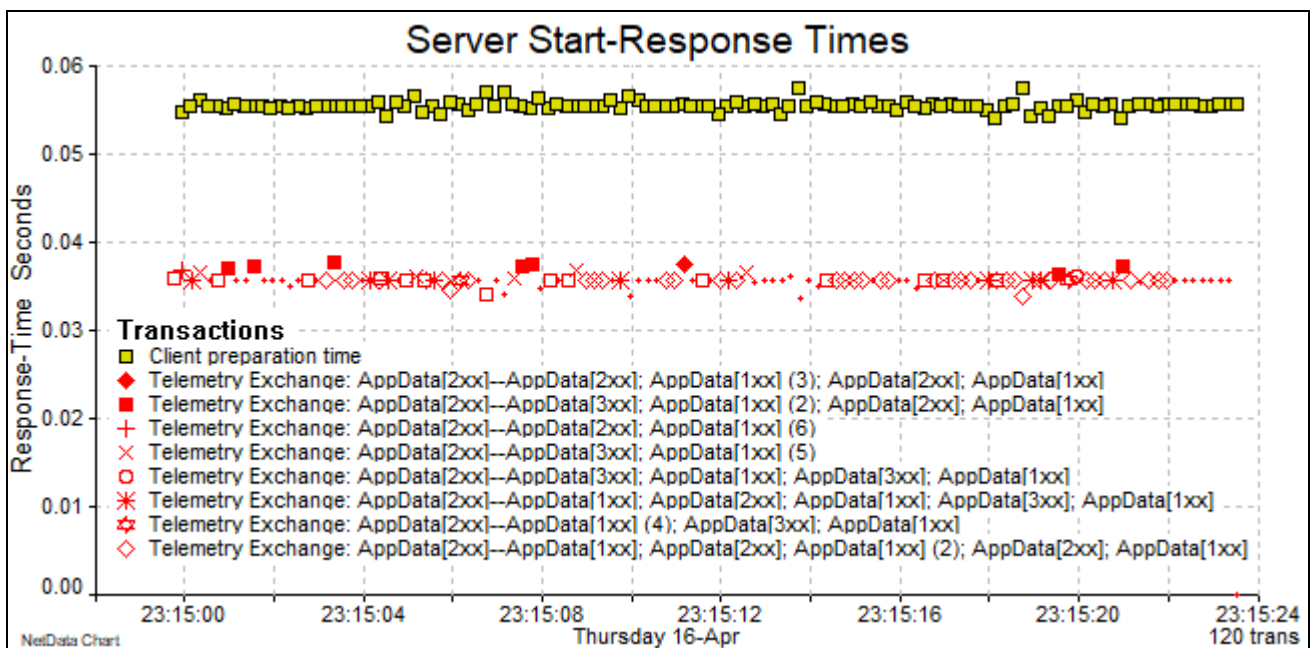 Server Start-Response Times
Response-Time Seconds
0.06
0.05
0.04
0.03
0.02
0.01
0.00
Transactions
Client preparation time
Telemetry Exchange: AppData[2xx]--AppData[2xx]; AppData[1xx] (3); AppData[2xx]; AppData[1xx]
Telemetry Exchange: AppData[2xx]--AppData[3xx]; AppData[1xx] (2); AppData[2xx]; AppData[1xx]
Telemetry Exchange: AppData[2xx]--AppData[2xx]; AppData[1xx] (6)
Telemetry Exchange: AppData[2xx]--AppData[3xx]; AppData[1xx] (5)
Telemetry Exchange: AppData[2xx]--AppData[3xx]; AppData[1xx]; AppData[3xx]; AppData[1xx]
Telemetry Exchange: AppData[2xx]--AppData[1xx]; AppData[2xx]; AppData[1xx]; AppData[3xx]; AppData[1xx]
Telemetry Exchange: AppData[2xx]--AppData[1xx] (4); AppData[3xx]; AppData[1xx]
Telemetry Exchange: AppData[2xx]--AppData[1xx]; AppData[2xx]; AppData[1xx] (2); AppData[2xx]; AppData[1xx]
23:15:00 23:15:04 23:15:08 23:15:12 23:15:16 23:15:20 23:15:24
NetData Chart Thursday 16-Apr 120 trans